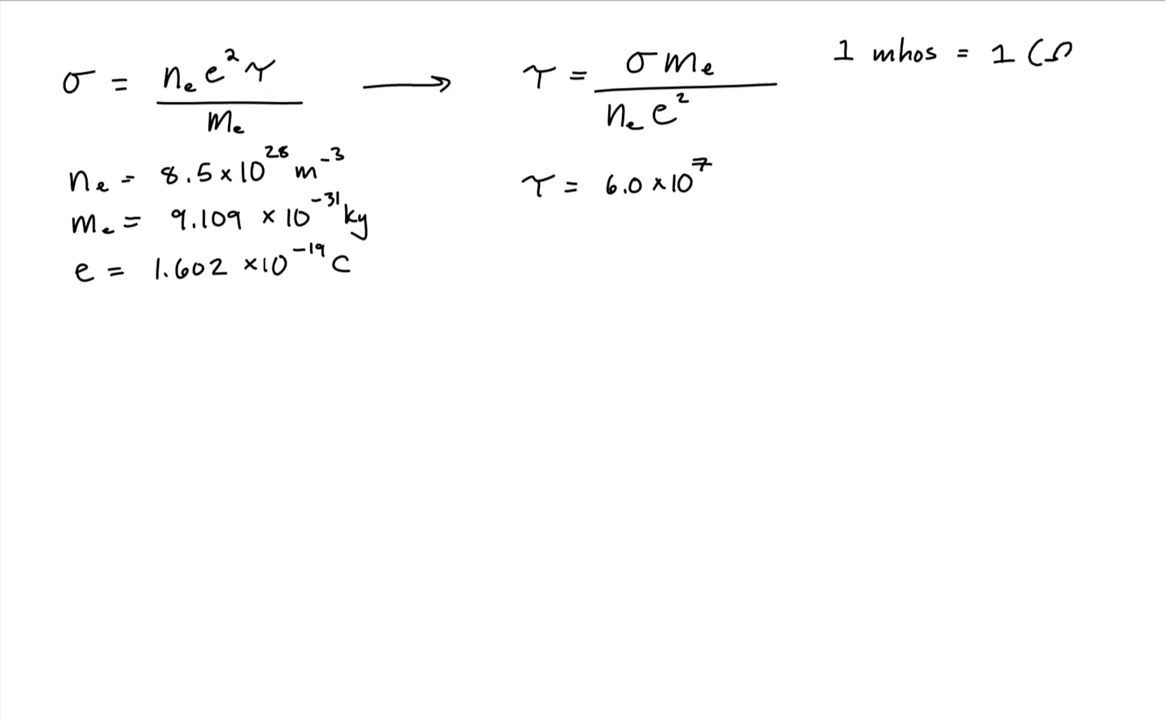 σ = nₑe²τ / mₑ ⟶ τ = σmₑ / nₑe²
1 mhos = 1 (Ω
nₑ = 8.5×10²⁸ m⁻³
mₑ = 9.109 × 10⁻³¹ kg
e = 1.602 ×10⁻¹⁹ C
τ = 6.0 ×10⁷